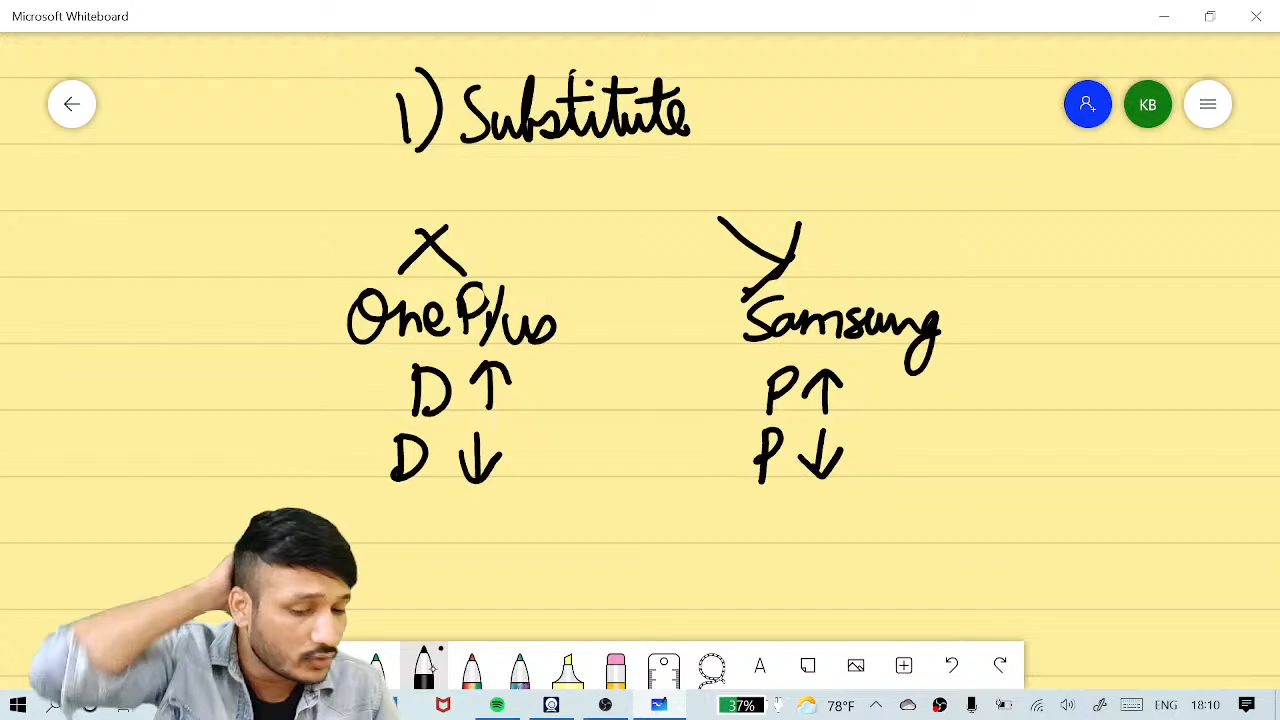 Microsoft Whiteboard
1) Substitute
KB
X Y
OnePlus Samsung
D ↑ P ↑
D ↓ P ↓
A
37% 78°F ENG 18:10